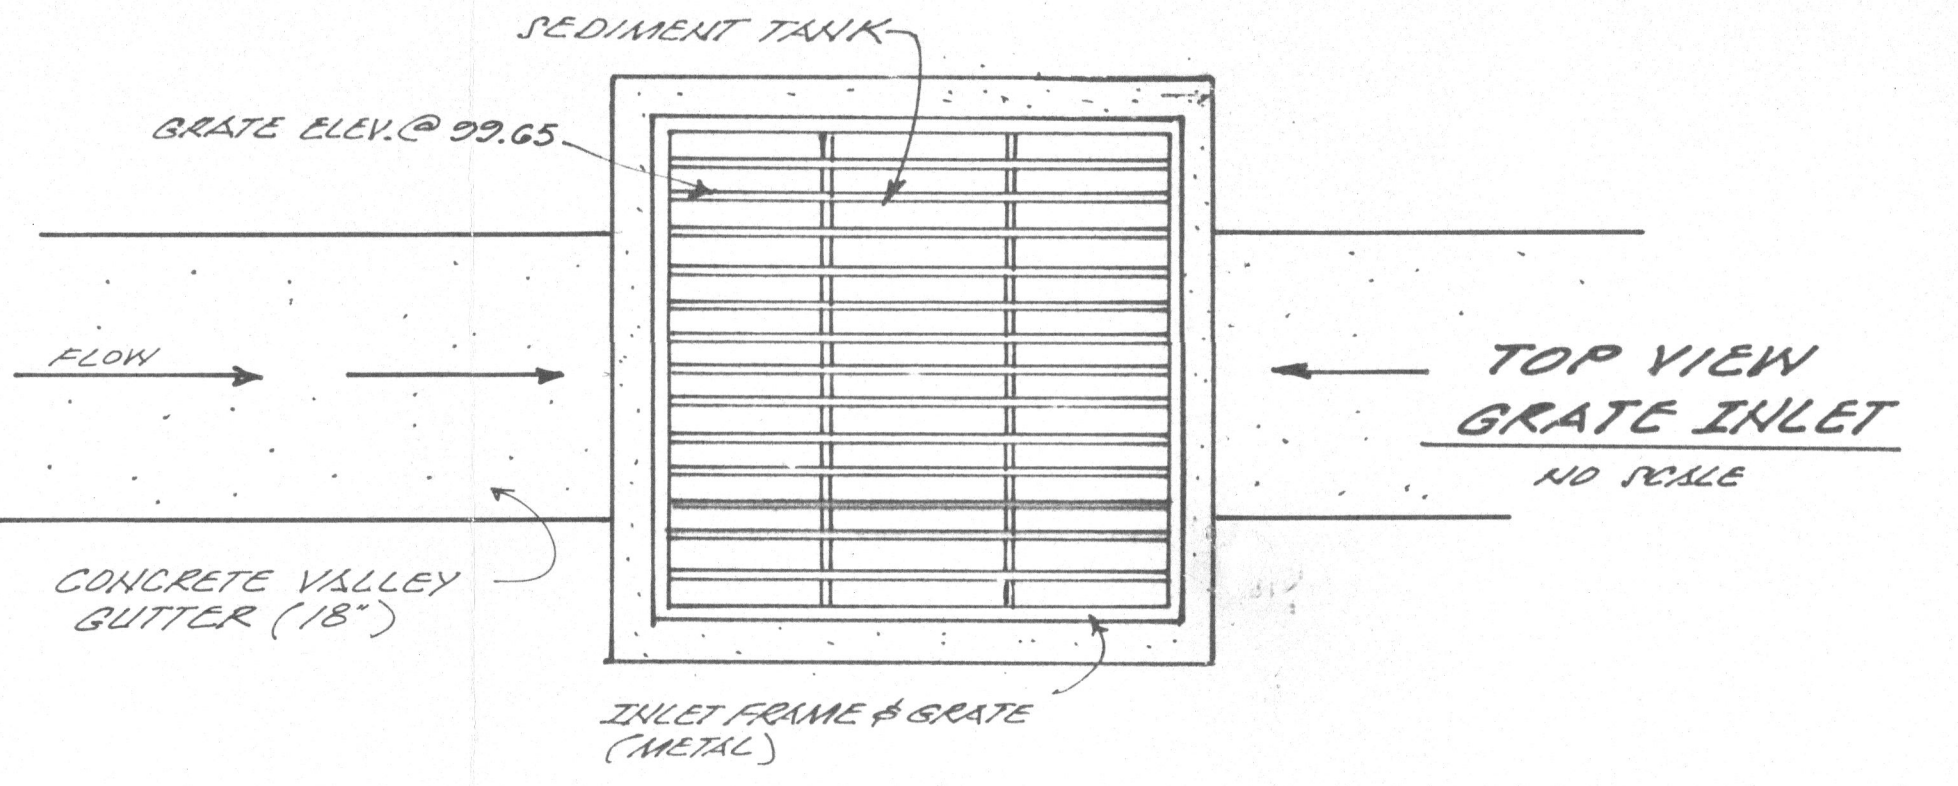 SEDIMENT TANK
GRATE ELEV. @ 99.65
FLOW
TOP VIEW
GRATE INLET
NO SCALE
CONCRETE VALLEY
GUTTER (18")
INLET FRAME & GRATE
(METAL)